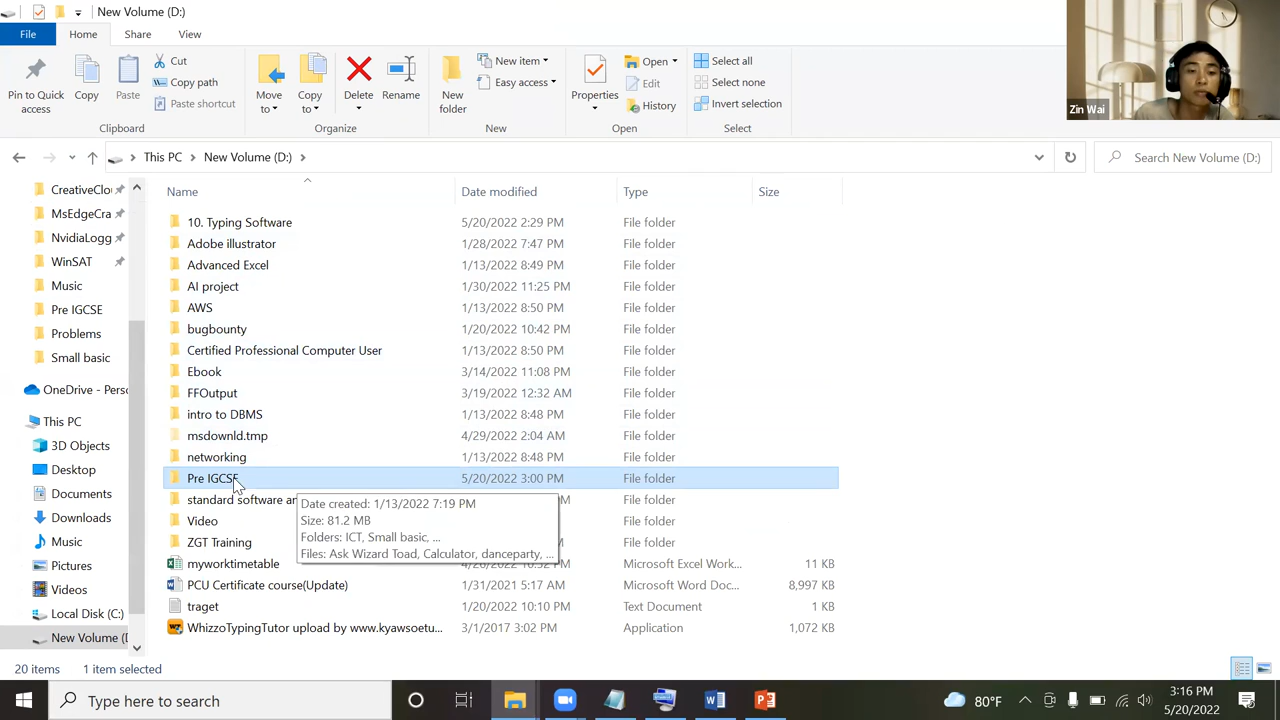 New Volume (D:)
File Home Share View
Pin to Quick access
Copy
Paste
Cut
Copy path
Paste shortcut
Clipboard
Move to
Copy to
Delete
Rename
Organize
New folder
New item
Easy access
New
Properties
Open
Edit
History
Open
Select all
Select none
Invert selection
Select
Zin Wai
This PC New Volume (D:)
Search New Volume (D:)
CreativeClou
MsEdgeCra
NvidiaLogg
WinSAT
Music
Pre IGCSE
Problems
Small basic
OneDrive - Perso
This PC
3D Objects
Desktop
Documents
Downloads
Music
Pictures
Videos
Local Disk (C:)
New Volume (D
Name Date modified Type Size
10. Typing Software 5/20/2022 2:29 PM File folder
Adobe illustrator 1/28/2022 7:47 PM File folder
Advanced Excel 1/13/2022 8:49 PM File folder
AI project 1/30/2022 11:25 PM File folder
AWS 1/13/2022 8:50 PM File folder
bugbounty 1/20/2022 10:42 PM File folder
Certified Professional Computer User 1/13/2022 8:50 PM File folder
Ebook 3/14/2022 11:08 PM File folder
FFOutput 3/19/2022 12:32 AM File folder
intro to DBMS 1/13/2022 8:48 PM File folder
msdownld.tmp 4/29/2022 2:04 AM File folder
networking 1/13/2022 8:48 PM File folder
Pre IGCSE 5/20/2022 3:00 PM File folder
standard software an PM File folder
Video PM File folder
ZGT Training PM File folder
Date created: 1/13/2022 7:19 PM
Size: 81.2 MB
Folders: ICT, Small basic, ...
Files: Ask Wizard Toad, Calculator, danceparty, ...
myworktimetable PM Microsoft Excel Work... 11 KB
PCU Certificate course(Update) 1/31/2021 5:17 AM Microsoft Word Doc... 8,997 KB
traget 1/20/2022 10:10 PM Text Document 1 KB
WhizzoTypingTutor upload by www.kyawsoetu... 3/1/2017 3:02 PM Application 1,072 KB
20 items 1 item selected
Type here to search
80°F
3:16 PM
5/20/2022